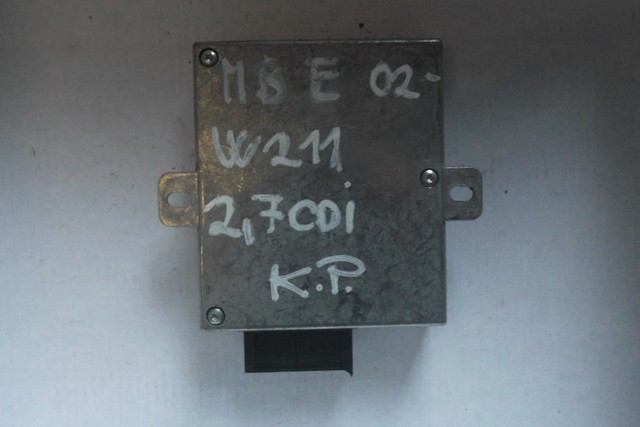 MB E 02-
W211
2,7CDi
K.P.